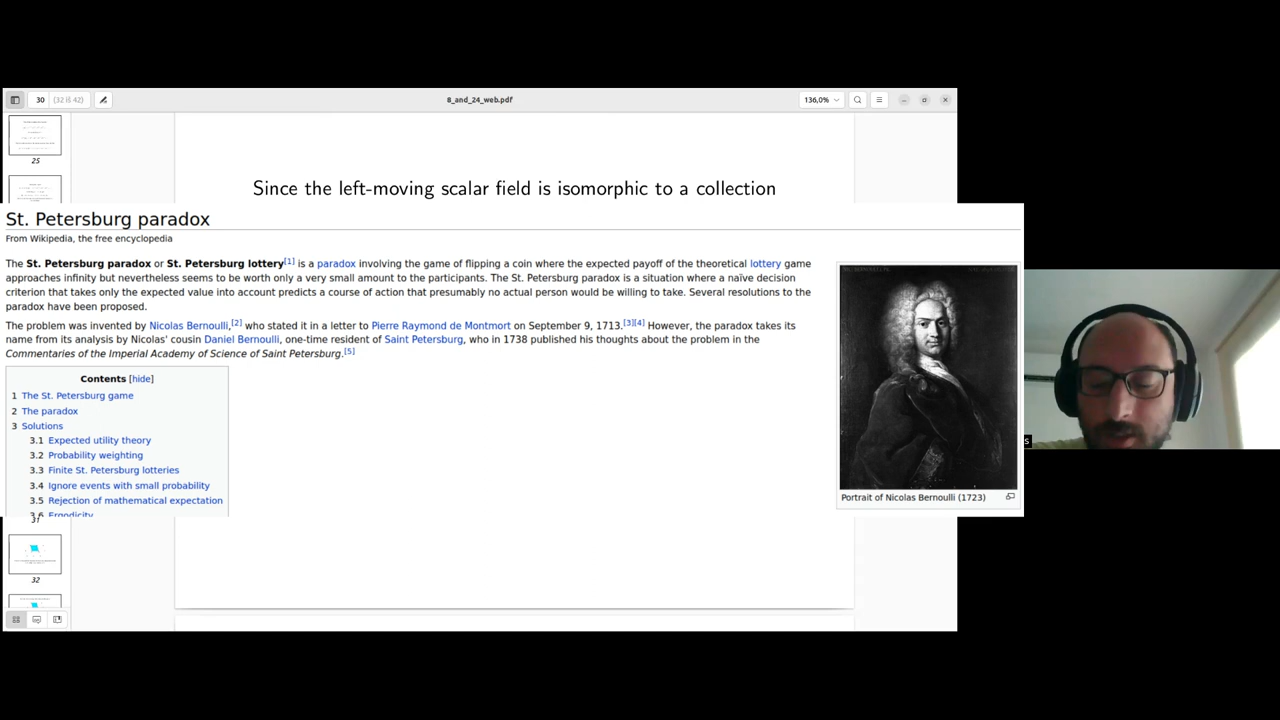 30 (32 iš 42)
8_and_24_web.pdf
136,0%
25
Since the left-moving scalar field is isomorphic to a collection
St. Petersburg paradox
From Wikipedia, the free encyclopedia
The St. Petersburg paradox or St. Petersburg lottery[1] is a paradox involving the game of flipping a coin where the expected payoff of the theoretical lottery game
approaches infinity but nevertheless seems to be worth only a very small amount to the participants. The St. Petersburg paradox is a situation where a naïve decision
criterion that takes only the expected value into account predicts a course of action that presumably no actual person would be willing to take. Several resolutions to the
paradox have been proposed.
The problem was invented by Nicolas Bernoulli,[2] who stated it in a letter to Pierre Raymond de Montmort on September 9, 1713.[3][4] However, the paradox takes its
name from its analysis by Nicolas' cousin Daniel Bernoulli, one-time resident of Saint Petersburg, who in 1738 published his thoughts about the problem in the
Commentaries of the Imperial Academy of Science of Saint Petersburg.[5]
Contents [hide]
1 The St. Petersburg game
2 The paradox
3 Solutions
3.1 Expected utility theory
3.2 Probability weighting
3.3 Finite St. Petersburg lotteries
3.4 Ignore events with small probability
3.5 Rejection of mathematical expectation
3.6 Ergodicity
Portrait of Nicolas Bernoulli (1723)
31
32
s